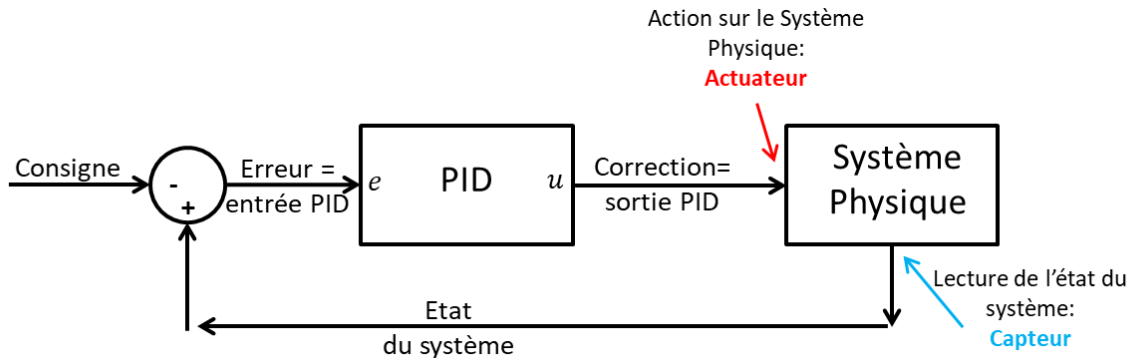 Action sur le Système
Physique:
Actuateur
Consigne
-
+
Erreur =
entrée PID
e
PID
u
Correction=
sortie PID
Système
Physique
Lecture de l’état du
système:
Capteur
Etat
du système